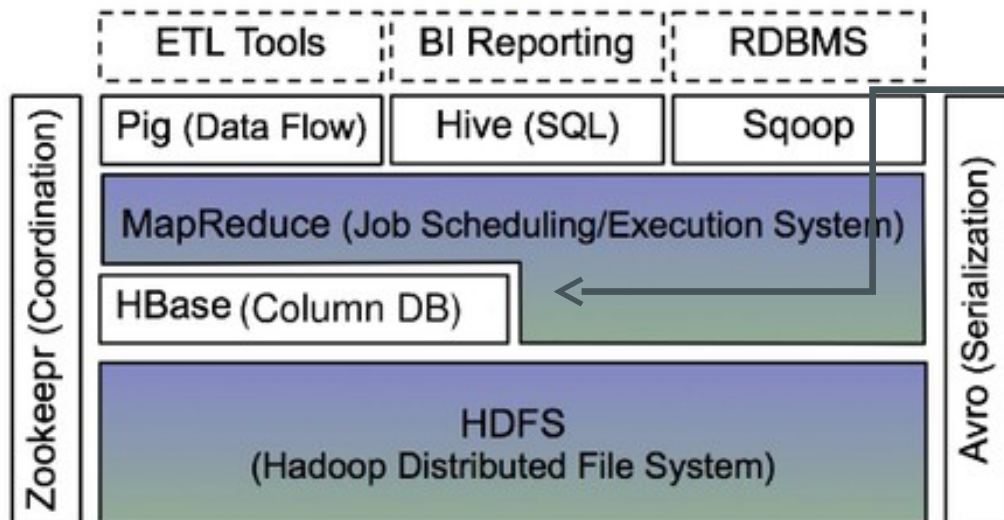 ETL Tools
BI Reporting
RDBMS
Pig (Data Flow)
Hive (SQL)
Sqoop
MapReduce (Job Scheduling/Execution System)
HBase (Column DB)
HDFS
(Hadoop Distributed File System)
Zookeepr (Coordination)
Avro (Serialization)